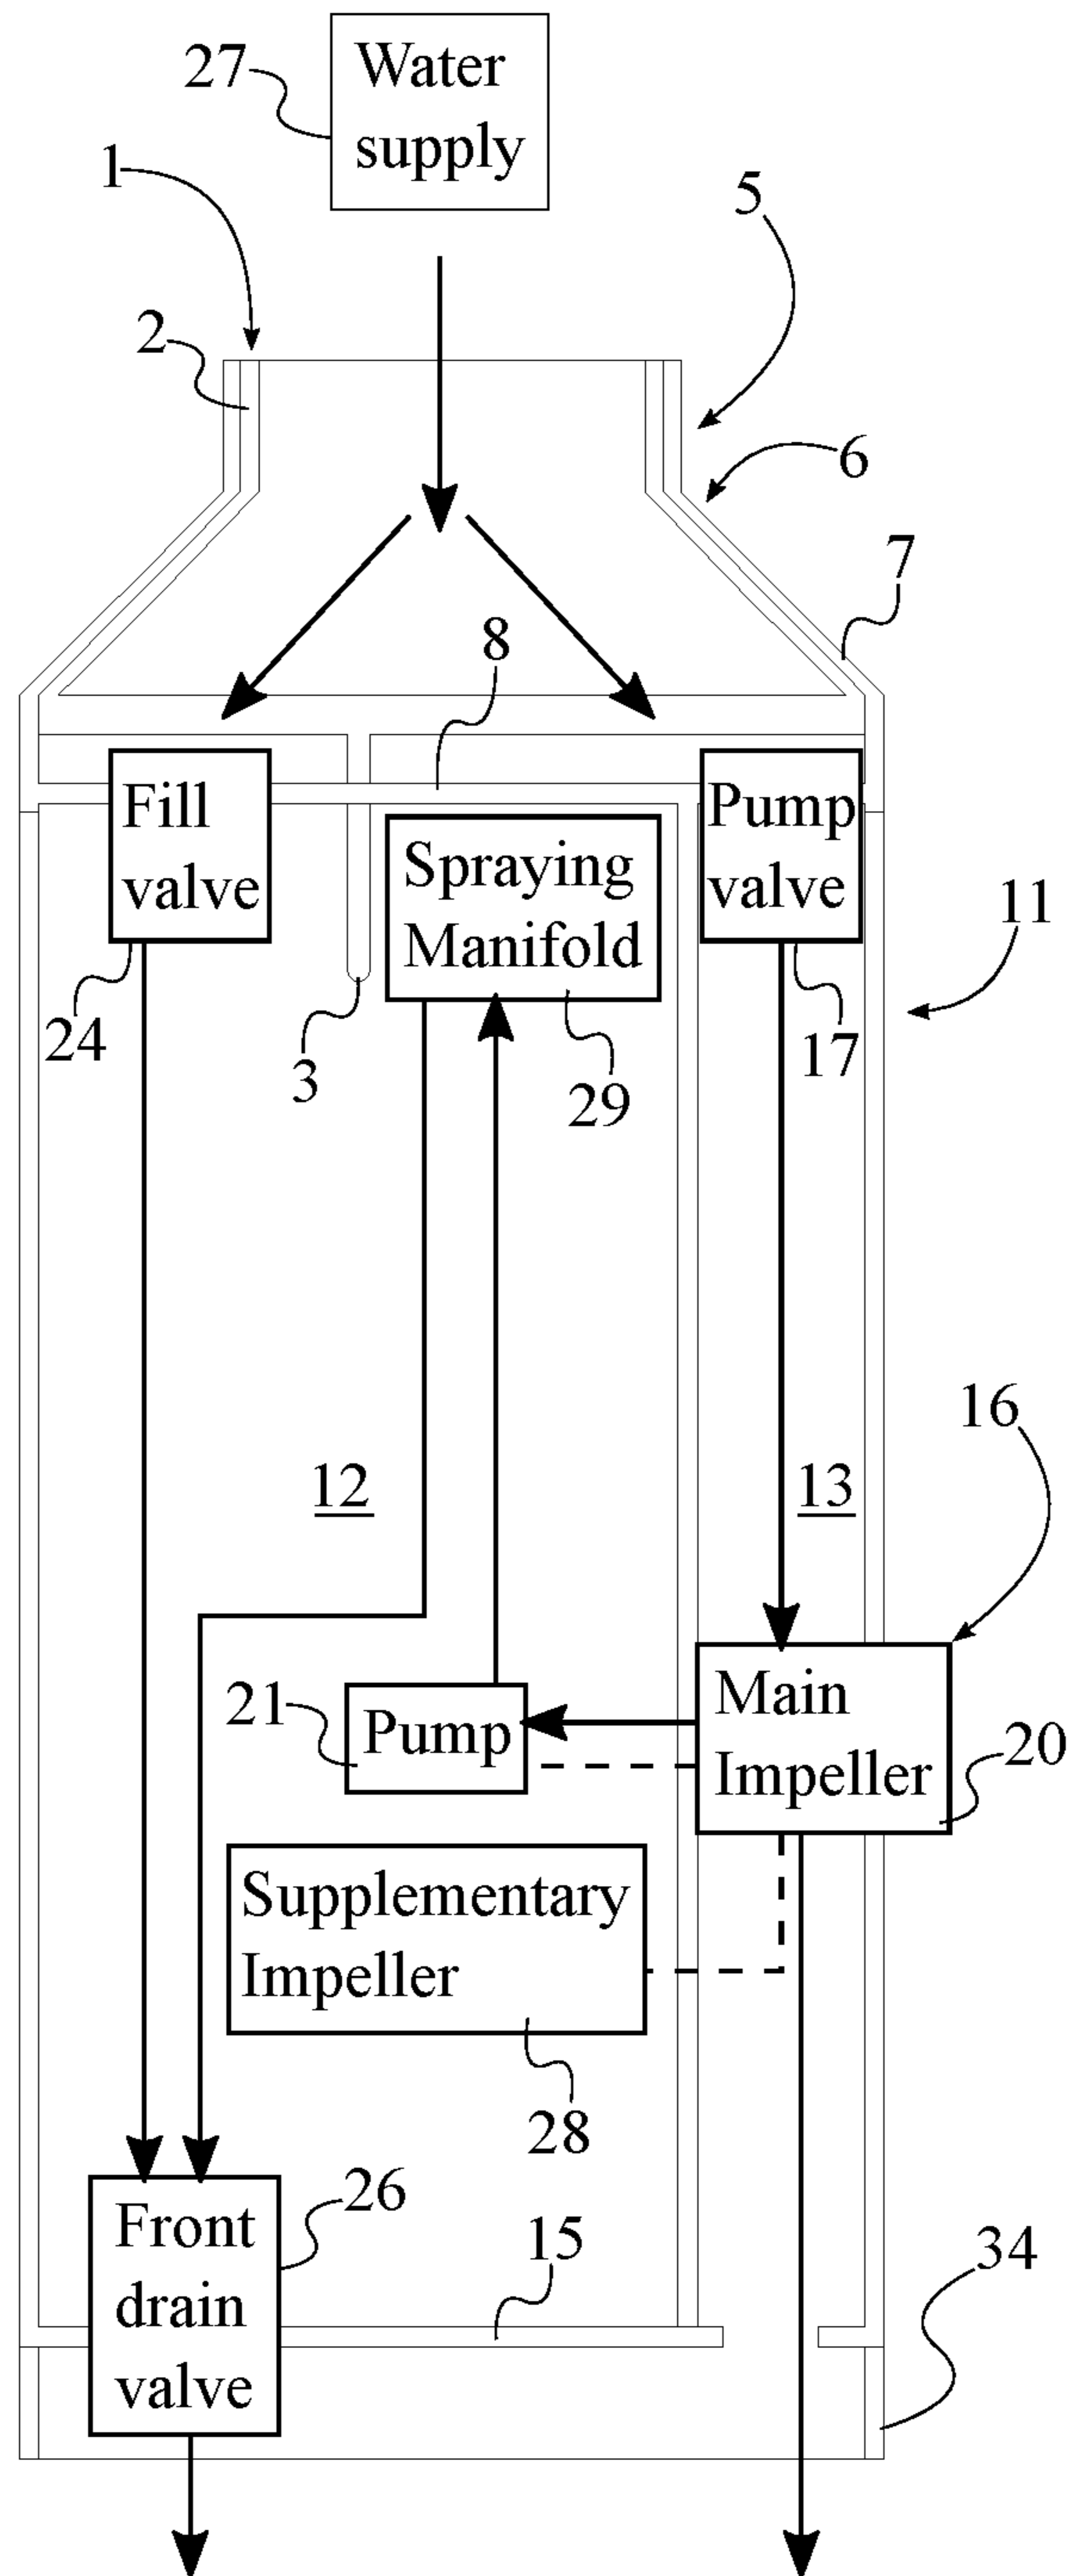 27
Water
supply
1
5
2
6
7
8
Fill
valve
Spraying
Manifold
Pump
valve
11
24
3
29
17
16
12
13
21
Pump
Main
Impeller
20
Supplementary
Impeller
28
26
Front
drain
valve
15
34